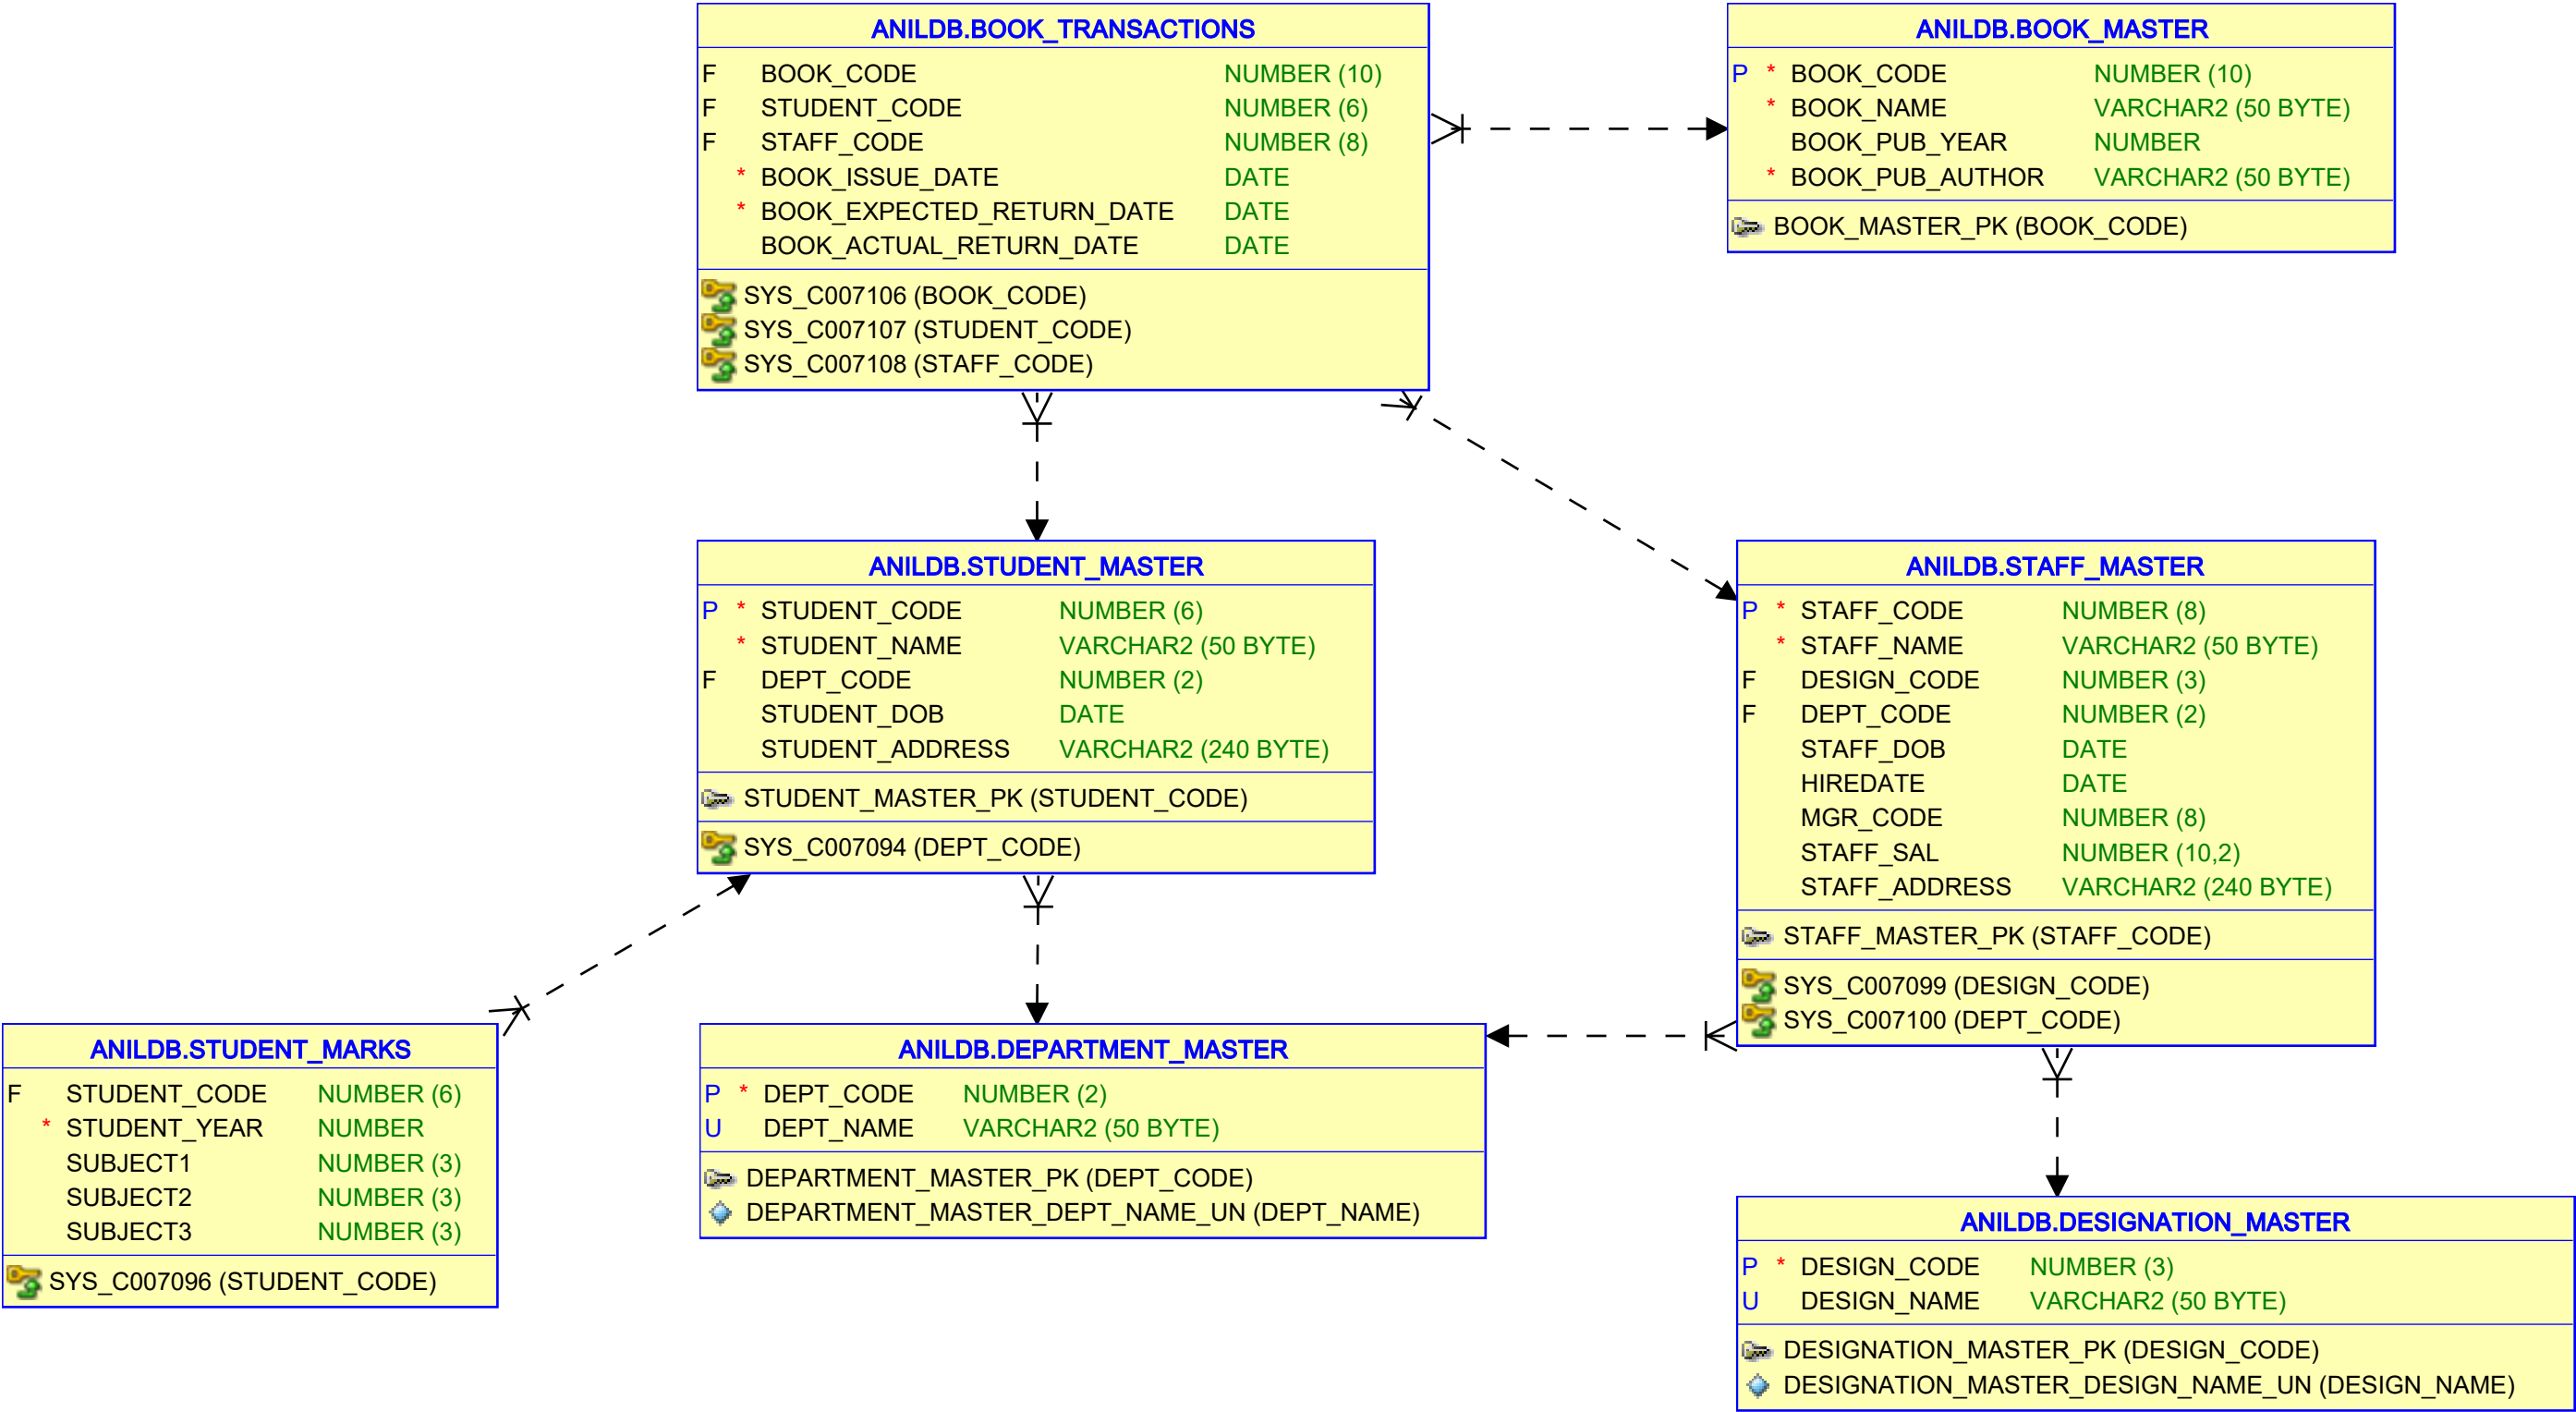 ANILDB.BOOK_TRANSACTIONS
F BOOK_CODE NUMBER (10)
F STUDENT_CODE NUMBER (6)
F STAFF_CODE NUMBER (8)
* BOOK_ISSUE_DATE DATE
* BOOK_EXPECTED_RETURN_DATE DATE
BOOK_ACTUAL_RETURN_DATE DATE
SYS_C007106 (BOOK_CODE)
SYS_C007107 (STUDENT_CODE)
SYS_C007108 (STAFF_CODE)
ANILDB.BOOK_MASTER
P * BOOK_CODE NUMBER (10)
* BOOK_NAME VARCHAR2 (50 BYTE)
BOOK_PUB_YEAR NUMBER
* BOOK_PUB_AUTHOR VARCHAR2 (50 BYTE)
BOOK_MASTER_PK (BOOK_CODE)
ANILDB.STUDENT_MASTER
P * STUDENT_CODE NUMBER (6)
* STUDENT_NAME VARCHAR2 (50 BYTE)
F DEPT_CODE NUMBER (2)
STUDENT_DOB DATE
STUDENT_ADDRESS VARCHAR2 (240 BYTE)
STUDENT_MASTER_PK (STUDENT_CODE)
SYS_C007094 (DEPT_CODE)
ANILDB.STAFF_MASTER
P * STAFF_CODE NUMBER (8)
* STAFF_NAME VARCHAR2 (50 BYTE)
F DESIGN_CODE NUMBER (3)
F DEPT_CODE NUMBER (2)
STAFF_DOB DATE
HIREDATE DATE
MGR_CODE NUMBER (8)
STAFF_SAL NUMBER (10,2)
STAFF_ADDRESS VARCHAR2 (240 BYTE)
STAFF_MASTER_PK (STAFF_CODE)
SYS_C007099 (DESIGN_CODE)
SYS_C007100 (DEPT_CODE)
ANILDB.STUDENT_MARKS
F STUDENT_CODE NUMBER (6)
* STUDENT_YEAR NUMBER
SUBJECT1 NUMBER (3)
SUBJECT2 NUMBER (3)
SUBJECT3 NUMBER (3)
SYS_C007096 (STUDENT_CODE)
ANILDB.DEPARTMENT_MASTER
P * DEPT_CODE NUMBER (2)
U DEPT_NAME VARCHAR2 (50 BYTE)
DEPARTMENT_MASTER_PK (DEPT_CODE)
DEPARTMENT_MASTER_DEPT_NAME_UN (DEPT_NAME)
ANILDB.DESIGNATION_MASTER
P * DESIGN_CODE NUMBER (3)
U DESIGN_NAME VARCHAR2 (50 BYTE)
DESIGNATION_MASTER_PK (DESIGN_CODE)
DESIGNATION_MASTER_DESIGN_NAME_UN (DESIGN_NAME)